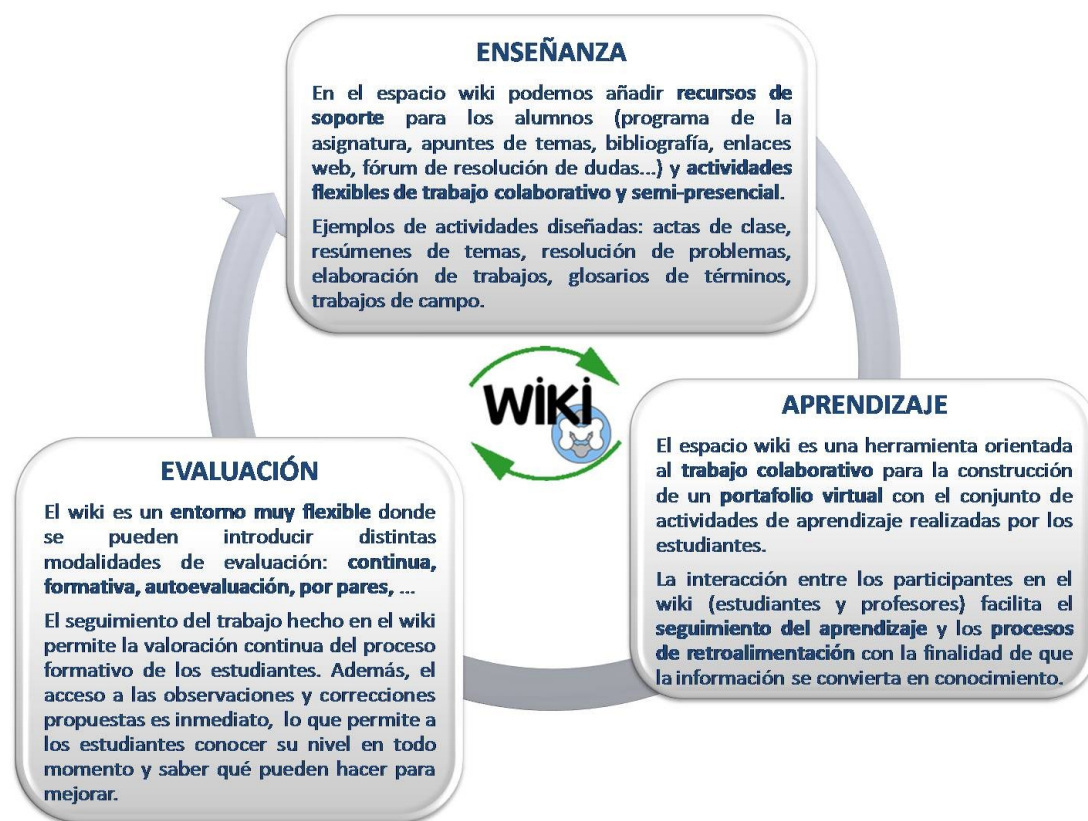 ENSEÑANZA
En el espacio wiki podemos añadir recursos de
soporte para los alumnos (programa de la
asignatura, apuntes de temas, bibliografía, enlaces
web, fórum de resolución de dudas...) y actividades
flexibles de trabajo colaborativo y semi-presencial.
Ejemplos de actividades diseñadas: actas de clase,
resúmenes de temas, resolución de problemas,
elaboración de trabajos, glosarios de términos,
trabajos de campo.
wiki
APRENDIZAJE
El espacio wiki es una herramienta orientada
al trabajo colaborativo para la construcción
de un portafolio virtual con el conjunto de
actividades de aprendizaje realizadas por los
estudiantes.
La interacción entre los participantes en el
wiki (estudiantes y profesores) facilita el
seguimiento del aprendizaje y los procesos
de retroalimentación con la finalidad de que
la información se convierta en conocimiento.
EVALUACIÓN
El wiki es un entorno muy flexible donde
se pueden introducir distintas
modalidades de evaluación: continua,
formativa, autoevaluación, por pares, ...
El seguimiento del trabajo hecho en el wiki
permite la valoración continua del proceso
formativo de los estudiantes. Además, el
acceso a las observaciones y correcciones
propuestas es inmediato, lo que permite a
los estudiantes conocer su nivel en todo
momento y saber qué pueden hacer para
mejorar.